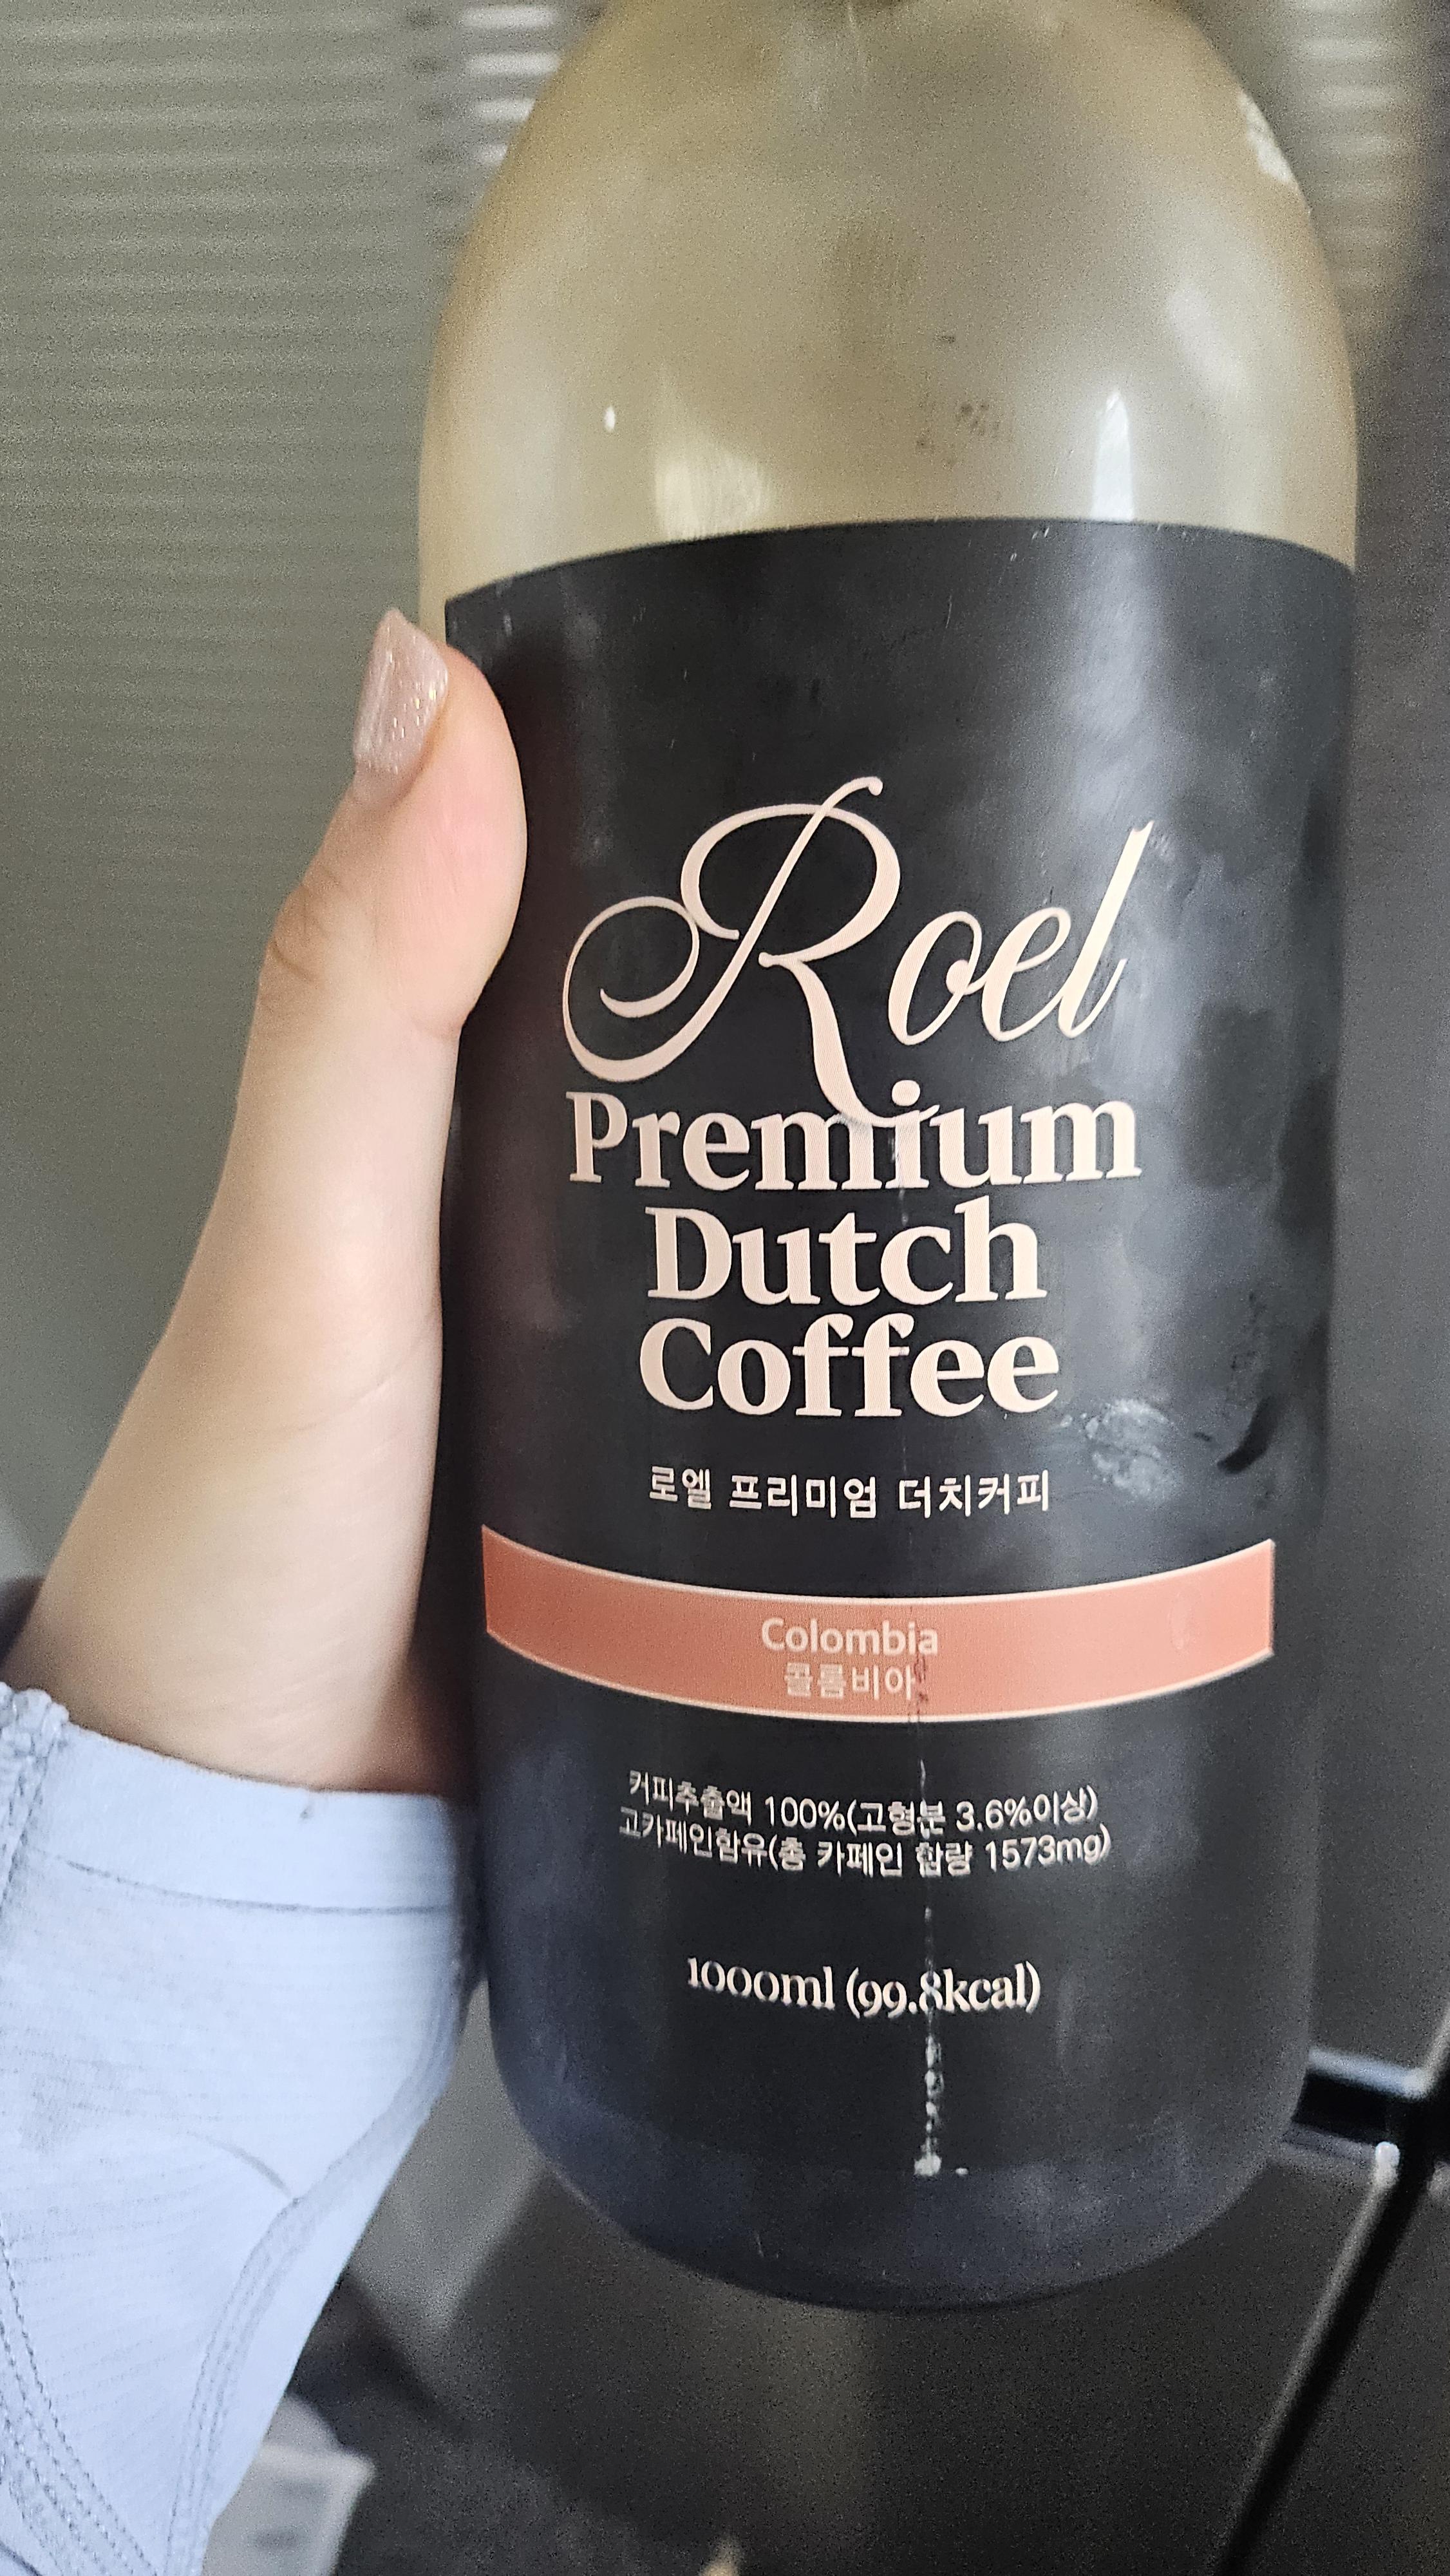 Roel
Premium
Dutch
Coffee
로엘 프리미엄 더치커피
Colombia
콜롬비아
커피추출액 100%(고형분 3.6%이상)
고카페인함유(총 카페인 함량 1573mg)
1000ml (99.8kcal)